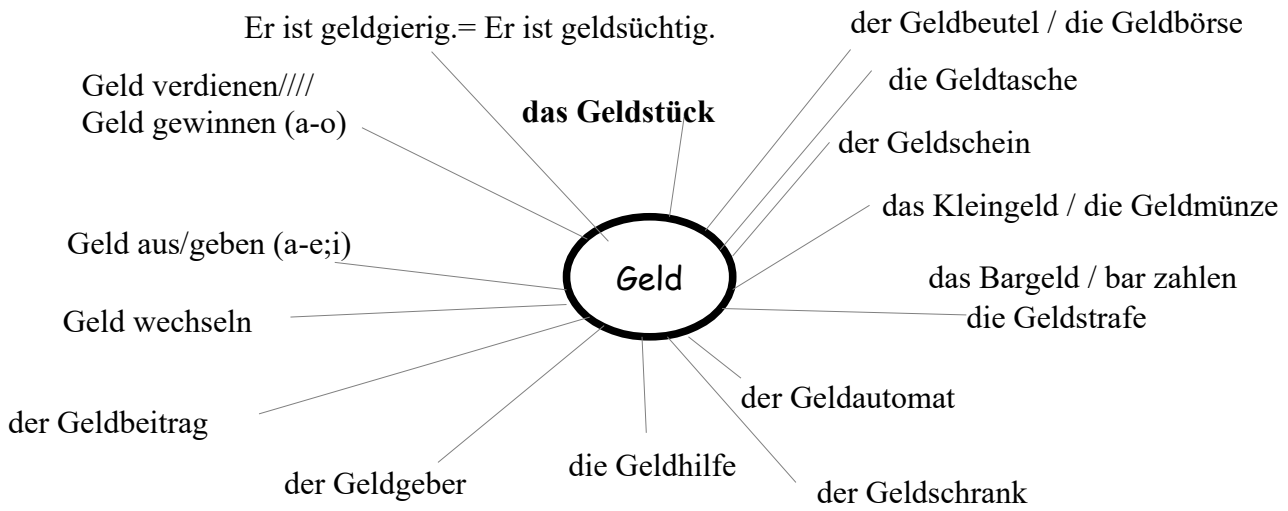 Er ist geldgierig.= Er ist geldsüchtig.
der Geldbeutel / die Geldbörse
Geld verdienen////
Geld gewinnen (a-o)
das Geldstück
die Geldtasche
der Geldschein
das Kleingeld / die Geldmünze
Geld aus/geben (a-e;i)
Geld
das Bargeld / bar zahlen
die Geldstrafe
Geld wechseln
der Geldautomat
der Geldbeitrag
die Geldhilfe
der Geldgeber
der Geldschrank